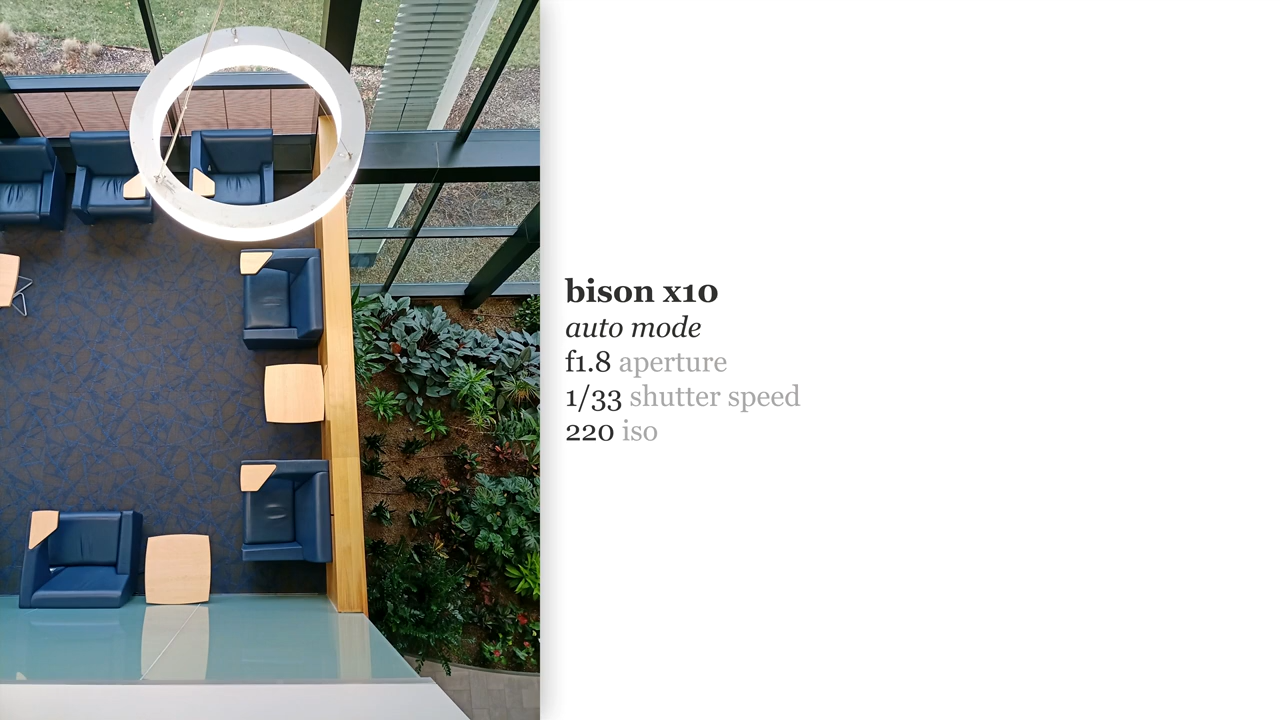 bison x10
auto mode
f1.8 aperture
1/33 shutter speed
220 iso